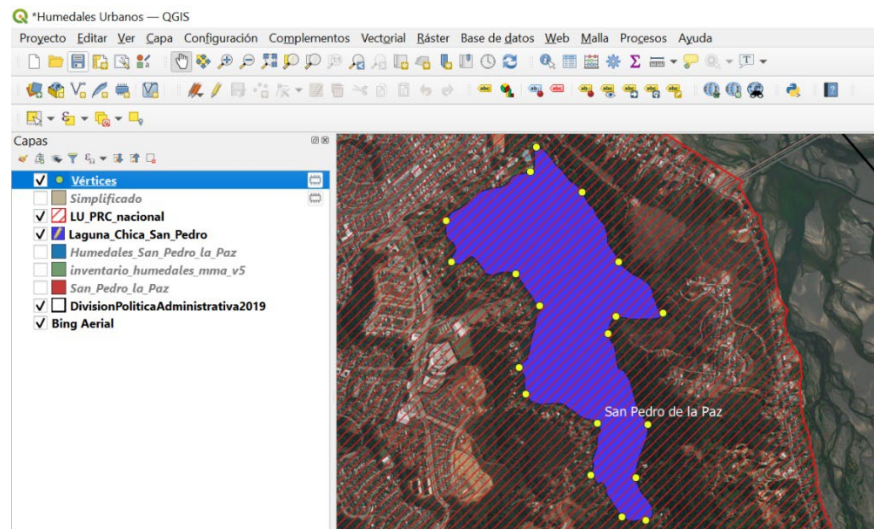 *Humedales Urbanos — QGIS
Proyecto Editar Ver Capa Configuración Complementos Vectorial Ráster Base de datos Web Malla Procesos Ayuda
Capas
Vértices
Simplificado
LU_PRC_nacional
Laguna_Chica_San_Pedro
Humedales_San_Pedro_la_Paz
inventario_humedales_mma_v5
San_Pedro_la_Paz
DivisionPoliticaAdministrativa2019
Bing Aerial
San Pedro de la Paz